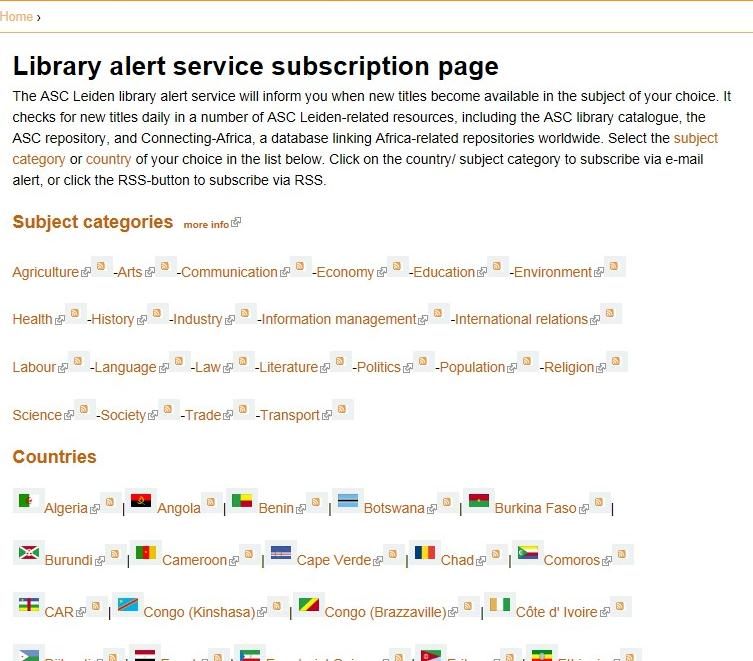 Home ›
Library alert service subscription page
The ASC Leiden library alert service will inform you when new titles become available in the subject of your choice. It
checks for new titles daily in a number of ASC Leiden-related resources, including the ASC library catalogue, the
ASC repository, and Connecting-Africa, a database linking Africa-related repositories worldwide. Select the subject
category or country of your choice in the list below. Click on the country/ subject category to subscribe via e-mail
alert, or click the RSS-button to subscribe via RSS.
Subject categories more info
Agriculture -Arts -Communication -Economy -Education -Environment
Health -History -Industry -Information management -International relations
Labour -Language -Law -Literature -Politics -Population -Religion
Science -Society -Trade -Transport
Countries
Algeria | Angola | Benin | Botswana | Burkina Faso |
Burundi | Cameroon | Cape Verde | Chad | Comoros
CAR | Congo (Kinshasa) | Congo (Brazzaville) | Côte d' Ivoire